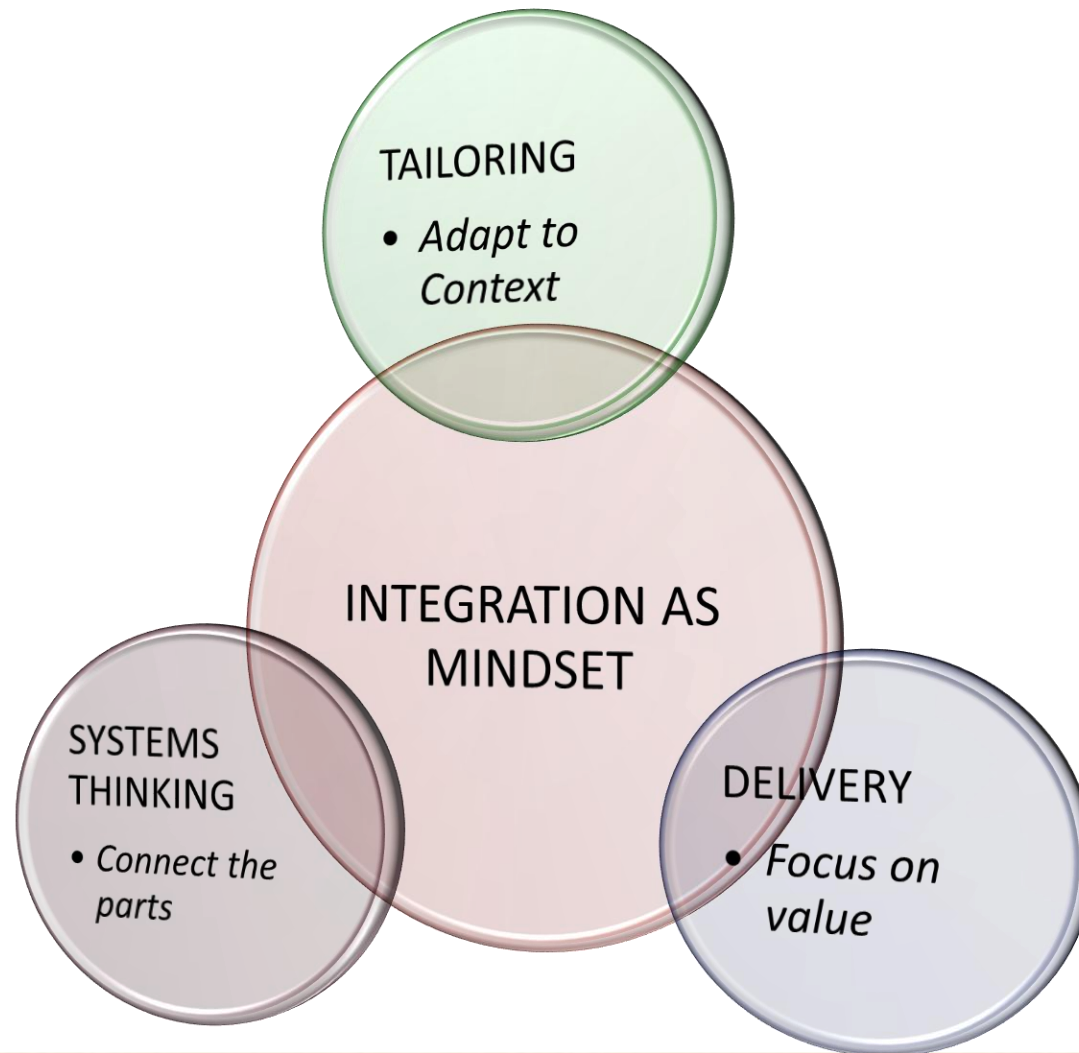 TAILORING
• Adapt to
Context
INTEGRATION AS
MINDSET
SYSTEMS
THINKING
• Connect the
parts
DELIVERY
• Focus on
value